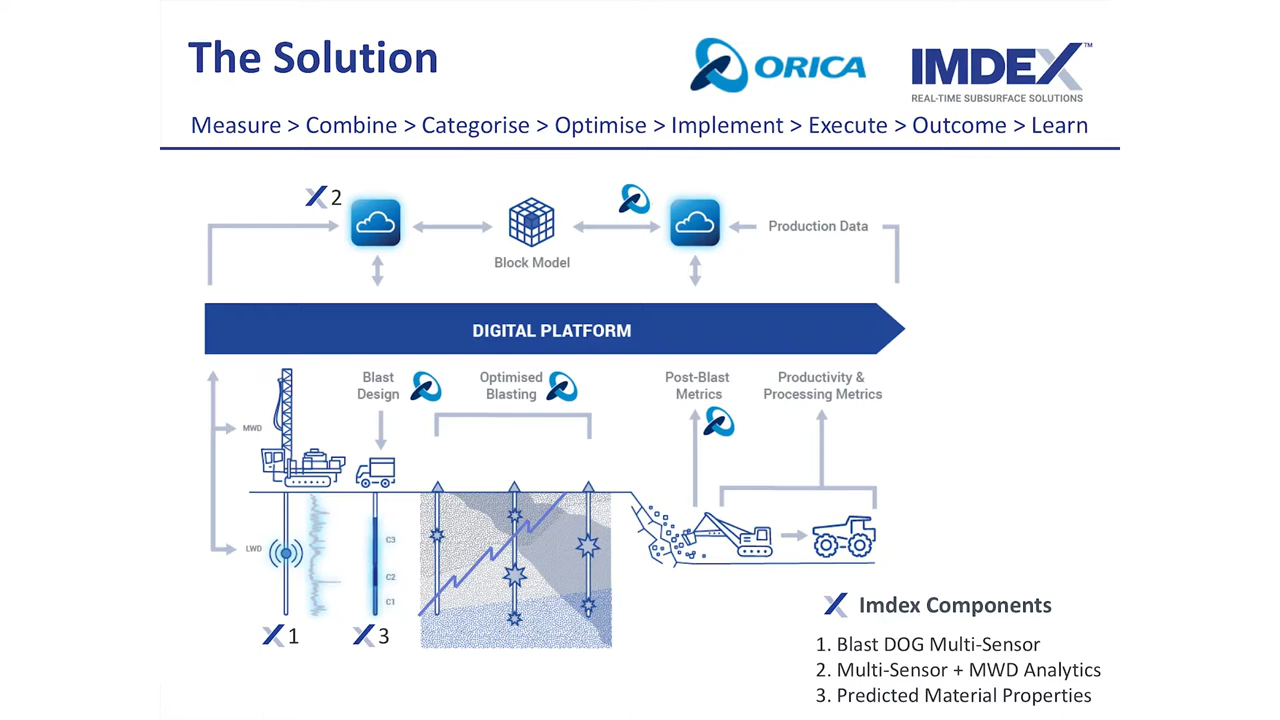 The Solution
ORICA
IMDEX™
REAL-TIME SUBSURFACE SOLUTIONS
Measure > Combine > Categorise > Optimise > Implement > Execute > Outcome > Learn
X 2
Production Data
Block Model
DIGITAL PLATFORM
Blast
Design
Optimised
Blasting
Post-Blast
Metrics
Productivity &
Processing Metrics
MWD
LWD
C3
C2
C1
X 1
X 3
X Imdex Components
1. Blast DOG Multi-Sensor
2. Multi-Sensor + MWD Analytics
3. Predicted Material Properties